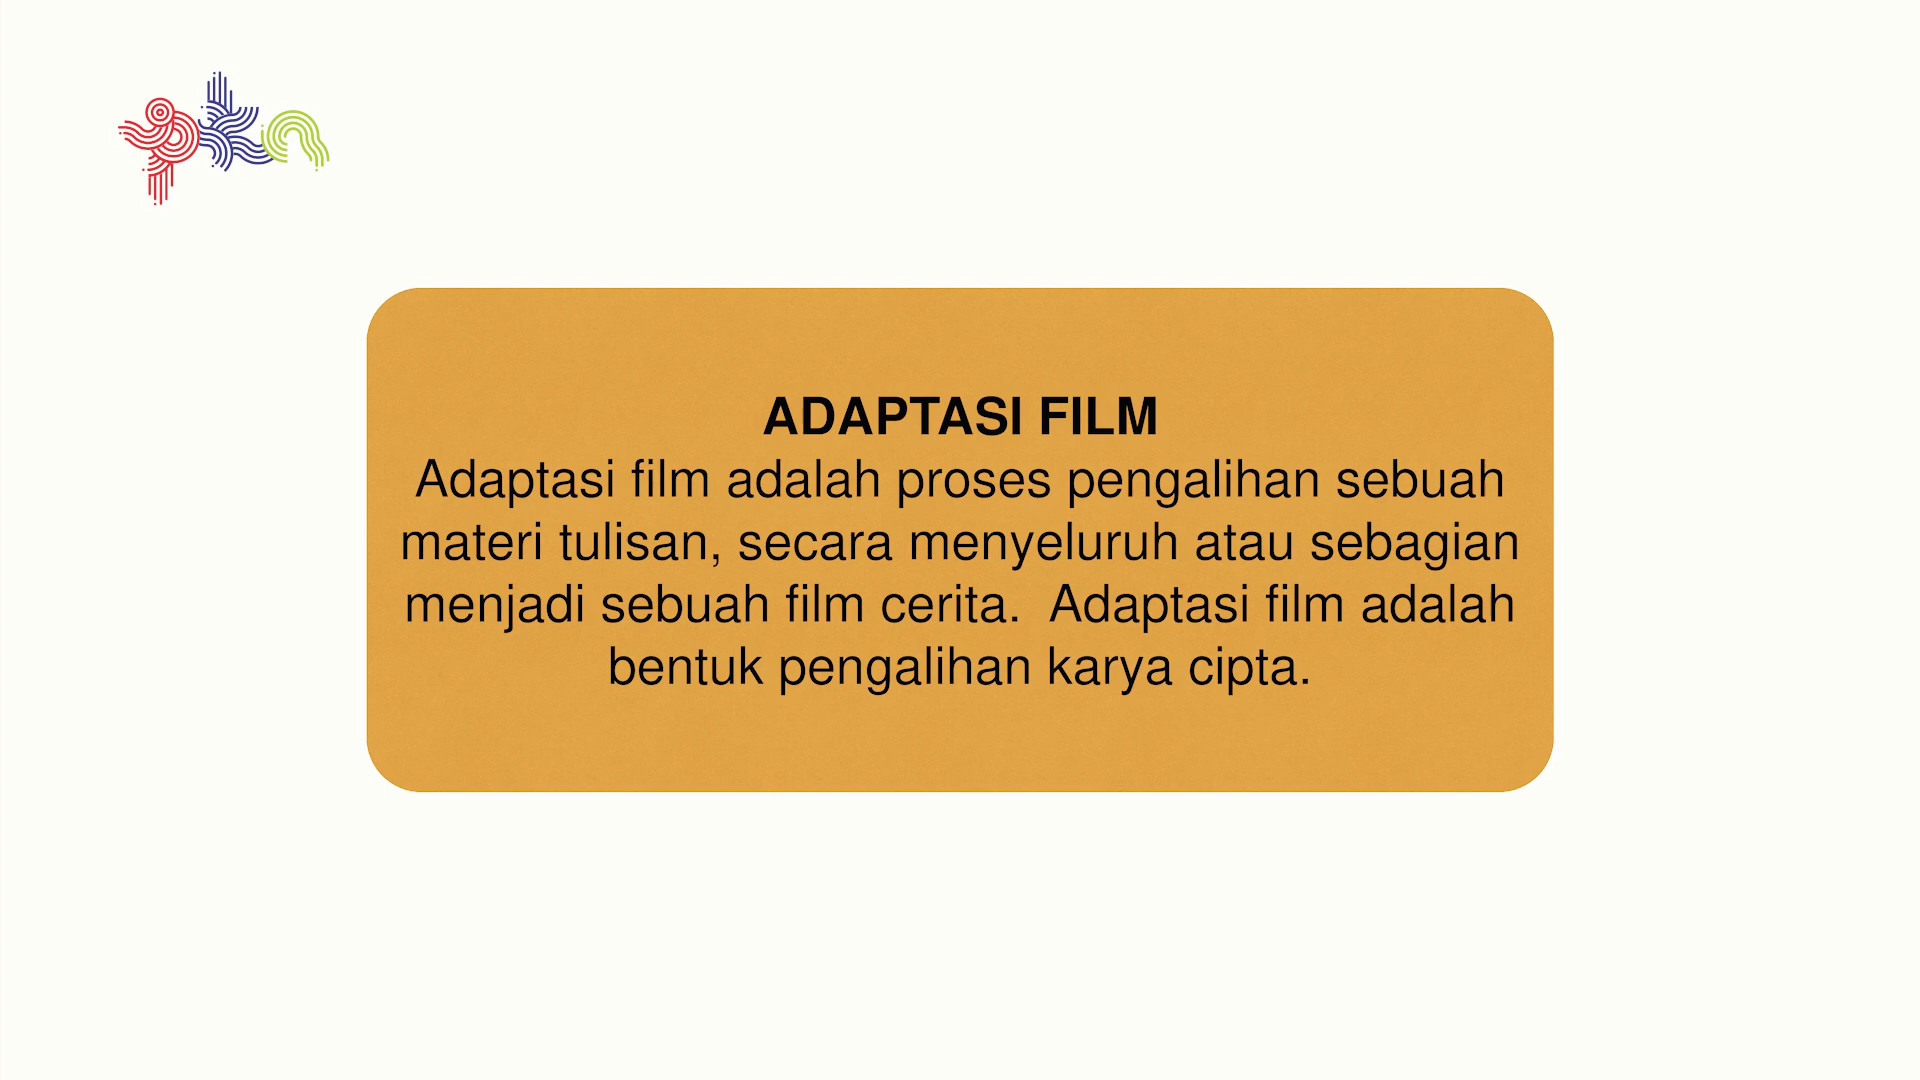 pkn
ADAPTASI FILM
Adaptasi film adalah proses pengalihan sebuah
materi tulisan, secara menyeluruh atau sebagian
menjadi sebuah film cerita.  Adaptasi film adalah
bentuk pengalihan karya cipta.